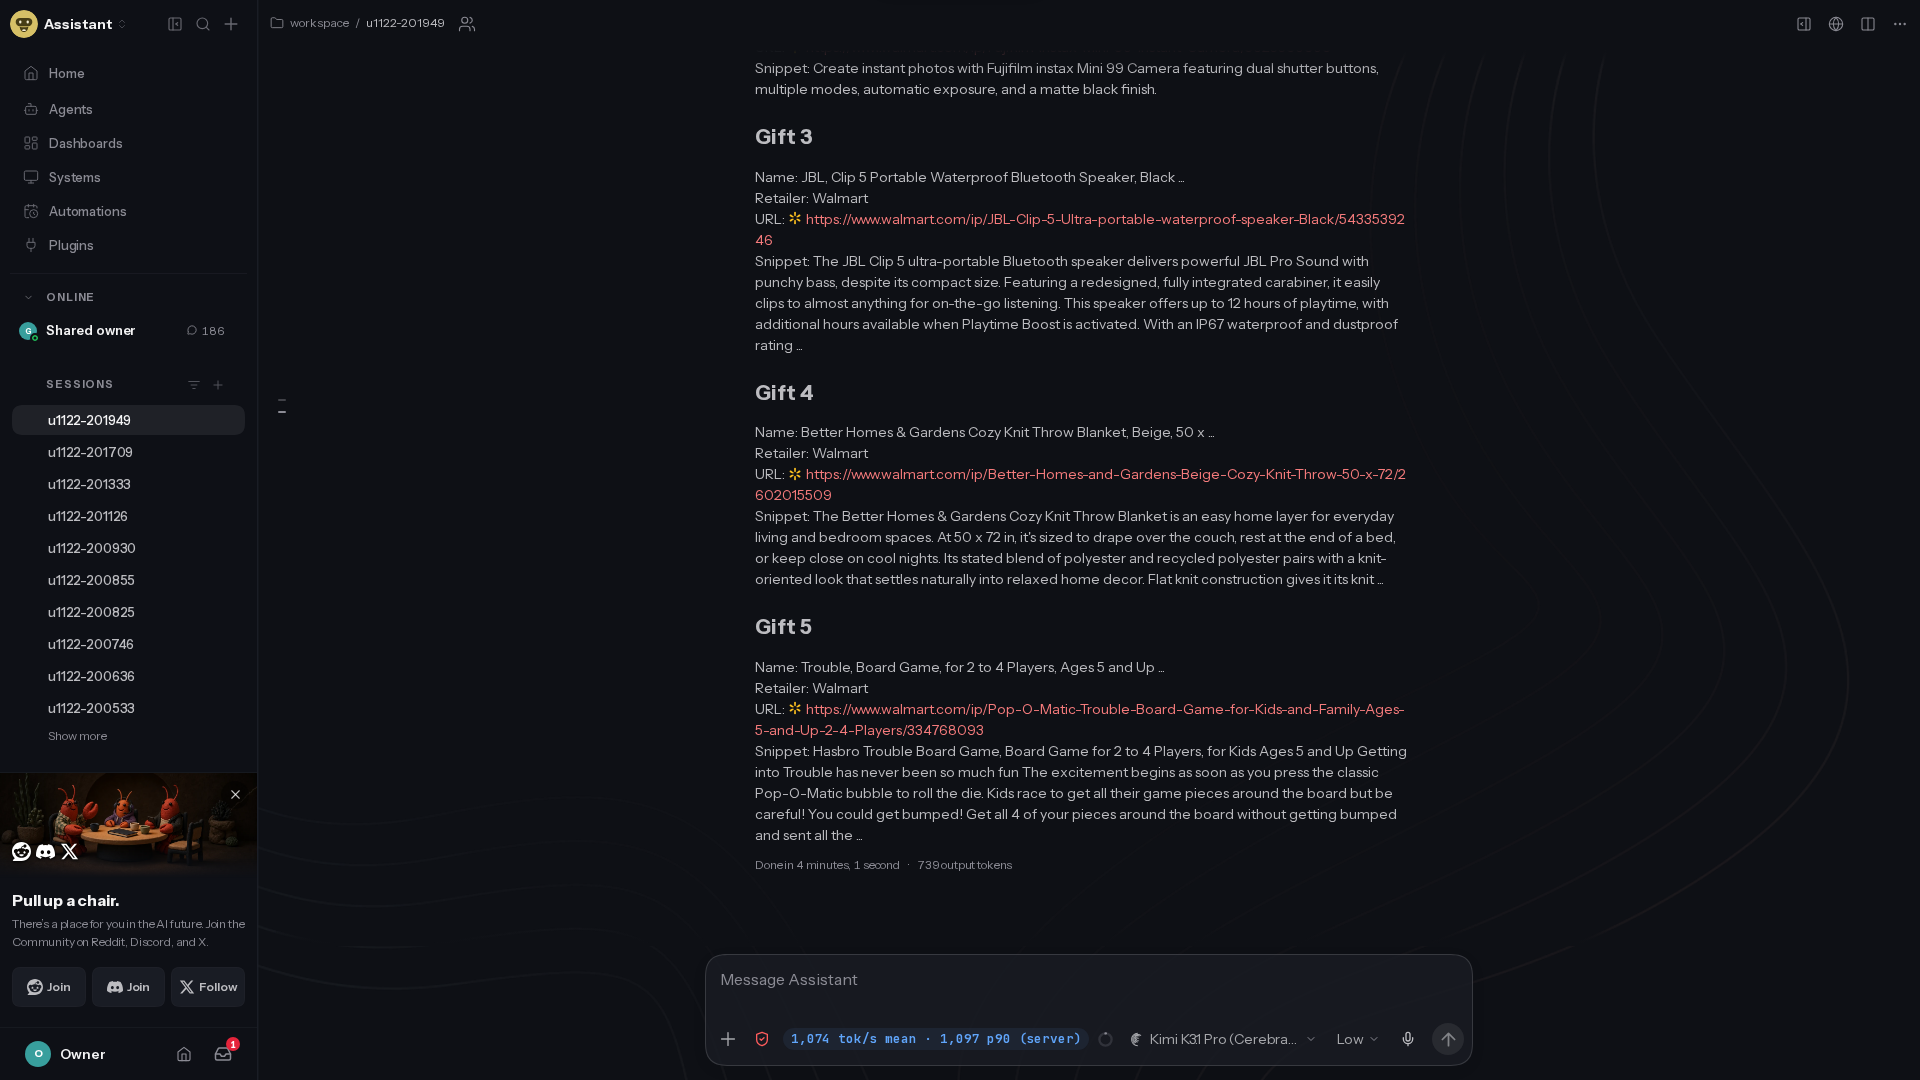 Assistant
Home
Agents
Dashboards
Systems
Automations
Plugins
ONLINE
G
Shared owner
186
SESSIONS
u1122-201949
u1122-201709
u1122-201333
u1122-201126
u1122-200930
u1122-200855
u1122-200825
u1122-200746
u1122-200636
u1122-200533
Show more
Pull up a chair.
There's a place for you in the AI future. Join the
Community on Reddit, Discord, and X.
Join
Join
Follow
O
Owner
1
workspace / u1122-201949
Snippet: Create instant photos with Fujifilm instax Mini 99 Camera featuring dual shutter buttons,
multiple modes, automatic exposure, and a matte black finish.
Gift 3
Name: JBL, Clip 5 Portable Waterproof Bluetooth Speaker, Black ...
Retailer: Walmart
URL: https://www.walmart.com/ip/JBL-Clip-5-Ultra-portable-waterproof-speaker-Black/54335392
46
Snippet: The JBL Clip 5 ultra-portable Bluetooth speaker delivers powerful JBL Pro Sound with
punchy bass, despite its compact size. Featuring a redesigned, fully integrated carabiner, it easily
clips to almost anything for on-the-go listening. This speaker offers up to 12 hours of playtime, with
additional hours available when Playtime Boost is activated. With an IP67 waterproof and dustproof
rating ...
Gift 4
Name: Better Homes & Gardens Cozy Knit Throw Blanket, Beige, 50 x ...
Retailer: Walmart
URL: https://www.walmart.com/ip/Better-Homes-and-Gardens-Beige-Cozy-Knit-Throw-50-x-72/2
602015509
Snippet: The Better Homes & Gardens Cozy Knit Throw Blanket is an easy home layer for everyday
living and bedroom spaces. At 50 x 72 in, it's sized to drape over the couch, rest at the end of a bed,
or keep close on cool nights. Its stated blend of polyester and recycled polyester pairs with a knit-
oriented look that settles naturally into relaxed home decor. Flat knit construction gives it its knit ...
Gift 5
Name: Trouble, Board Game, for 2 to 4 Players, Ages 5 and Up ...
Retailer: Walmart
URL: https://www.walmart.com/ip/Pop-O-Matic-Trouble-Board-Game-for-Kids-and-Family-Ages-
5-and-Up-2-4-Players/334768093
Snippet: Hasbro Trouble Board Game, Board Game for 2 to 4 Players, for Kids Ages 5 and Up Getting
into Trouble has never been so much fun The excitement begins as soon as you press the classic
Pop-O-Matic bubble to roll the die. Kids race to get all their game pieces around the board but be
careful! You could get bumped! Get all 4 of your pieces around the board without getting bumped
and sent all the ...
Done in 4 minutes, 1 second · 739 output tokens
Message Assistant
1,074 tok/s mean · 1,097 p90 (server)
Kimi K3.1 Pro (Cerebra...
Low